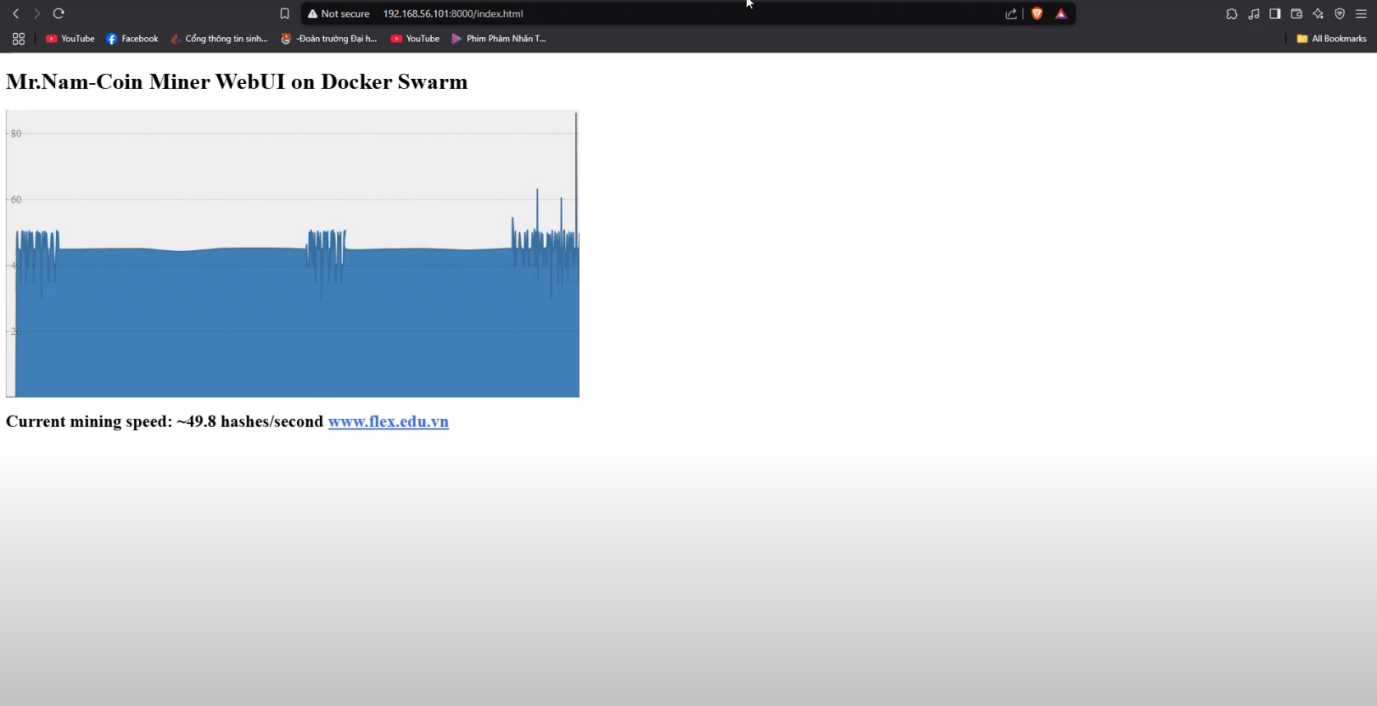 Not secure 192.168.56.101:8000/index.html
YouTube Facebook Cổng thông tin sinh... -Đoàn trường Đại h... YouTube Phim Phàm Nhân T... All Bookmarks
Mr.Nam-Coin Miner WebUI on Docker Swarm
80
60
40
20
Current mining speed: ~49.8 hashes/second www.flex.edu.vn